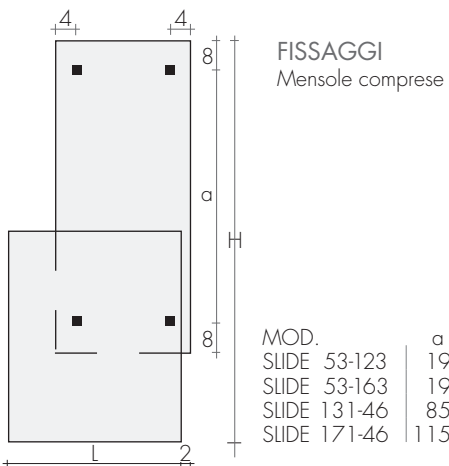 4 4
8
FISSAGGI
Mensole comprese
a
H
8
MOD. a
SLIDE 53-123 19
SLIDE 53-163 19
SLIDE 131-46 85
SLIDE 171-46 115
L 2